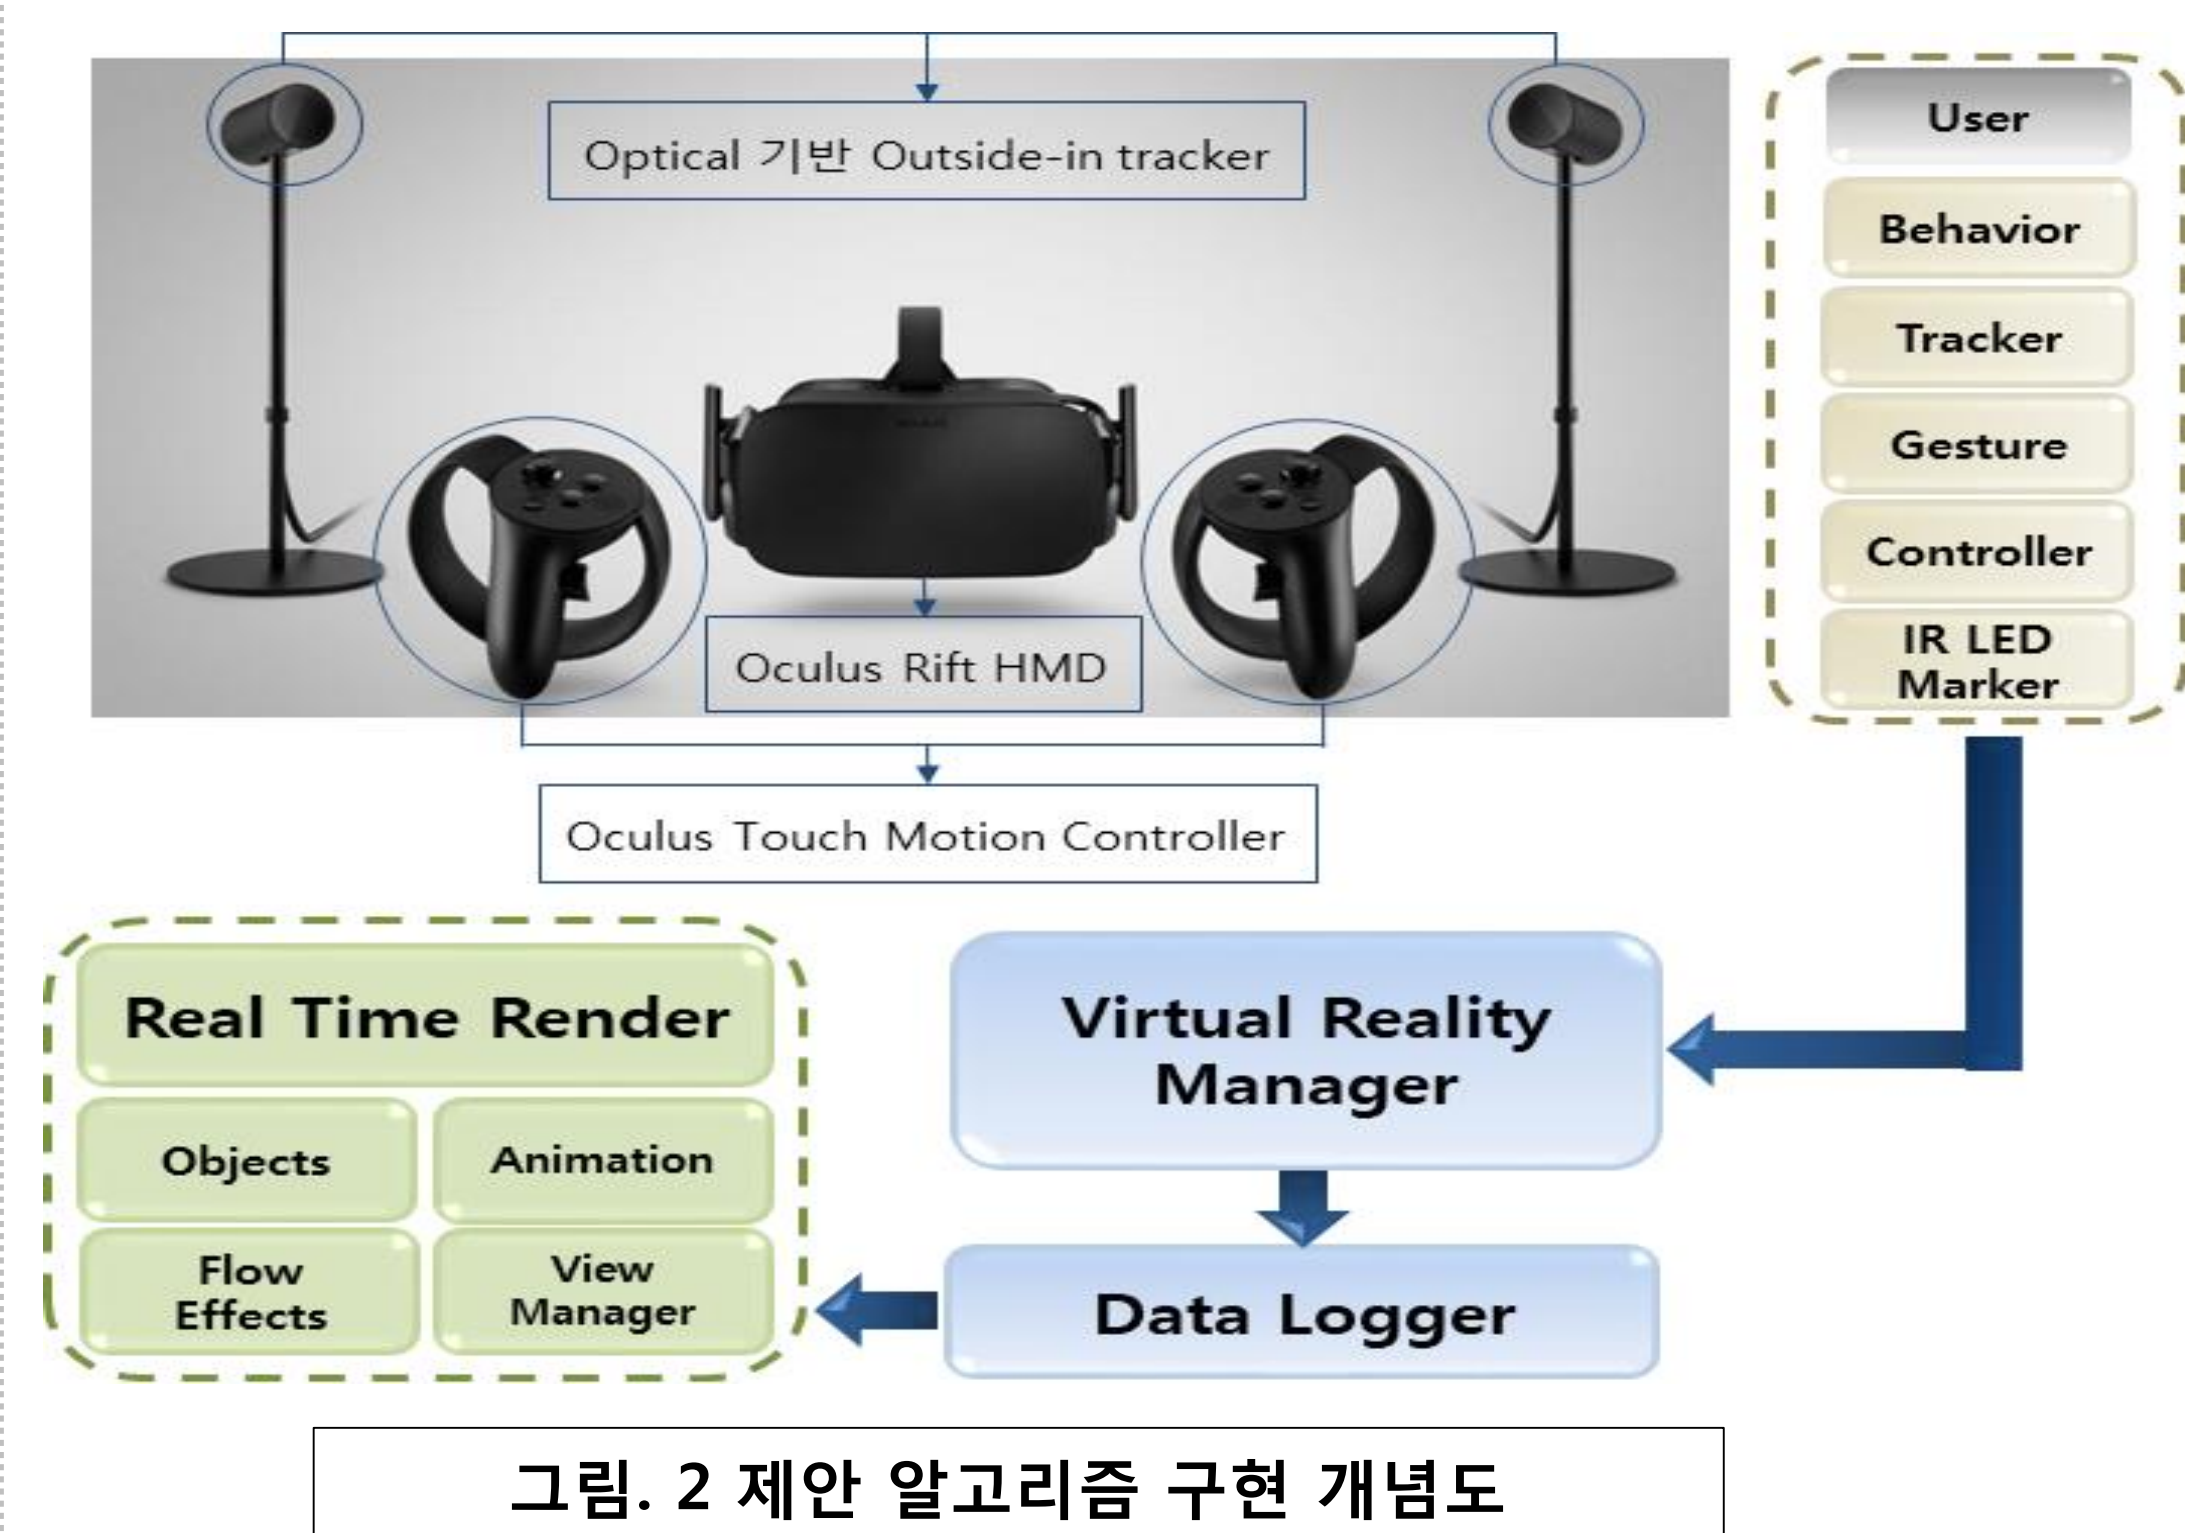 Optical 기반 Outside-in tracker
Oculus Rift HMD
Oculus Touch Motion Controller
User
Behavior
Tracker
Gesture
Controller
IR LED
Marker
Real Time Render
Objects
Animation
Flow
Effects
View
Manager
Virtual Reality
Manager
Data Logger
그림. 2 제안 알고리즘 구현 개념도